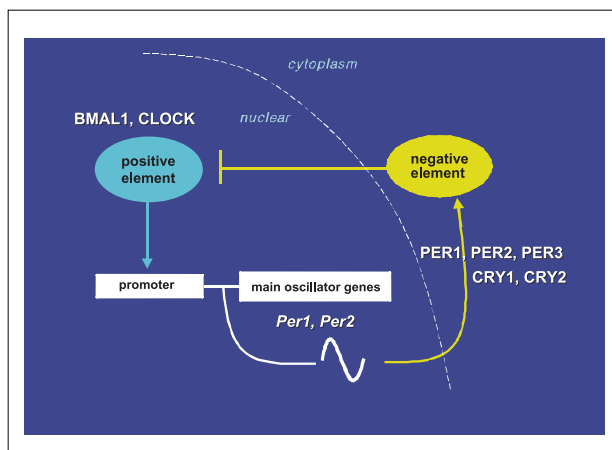 cytoplasm
BMAL1, CLOCK
nuclear
positive
element
negative
element
PER1, PER2, PER3
CRY1, CRY2
promoter
main oscillator genes
Per1, Per2